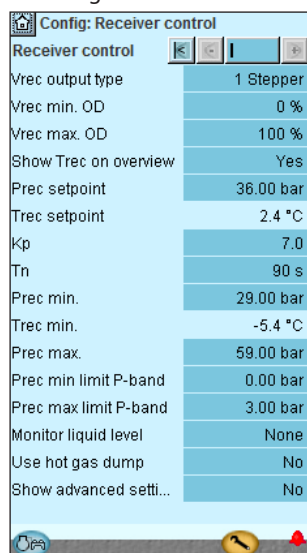 Config: Receiver control
Receiver control
Vrec output type 1 Stepper
Vrec min. OD 0 %
Vrec max. OD 100 %
Show Trec on overview Yes
Prec setpoint 36.00 bar
Trec setpoint 2.4 °C
Kp 7.0
Tn 90 s
Prec min. 29.00 bar
Trec min. -5.4 °C
Prec max. 59.00 bar
Prec min limit P-band 0.00 bar
Prec max limit P-band 3.00 bar
Monitor liquid level None
Use hot gas dump No
Show advanced setti... No